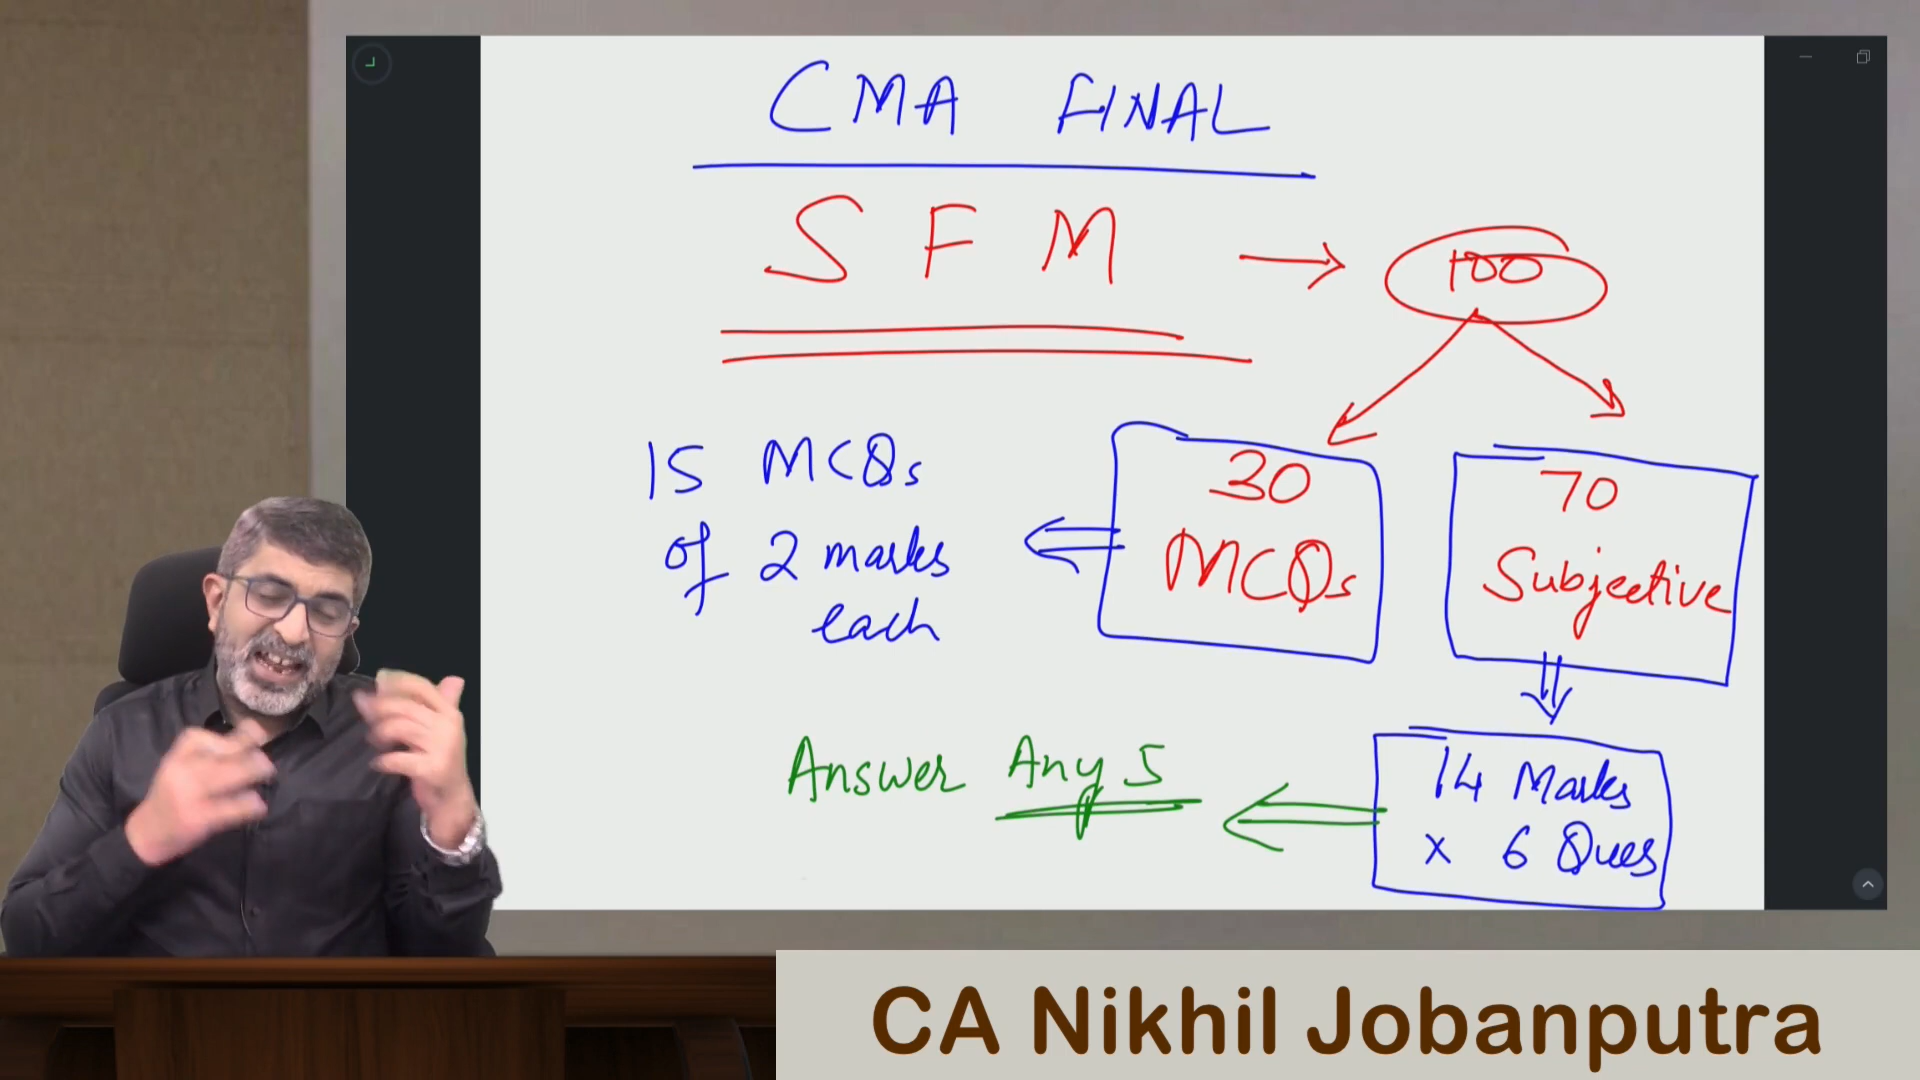 CMA FINAL
SFM → 100
30
MCQs
15 MCQs
of 2 marks
each
70
Subjective
14 Marks
x 6 Ques
Answer Any 5
CA Nikhil Jobanputra